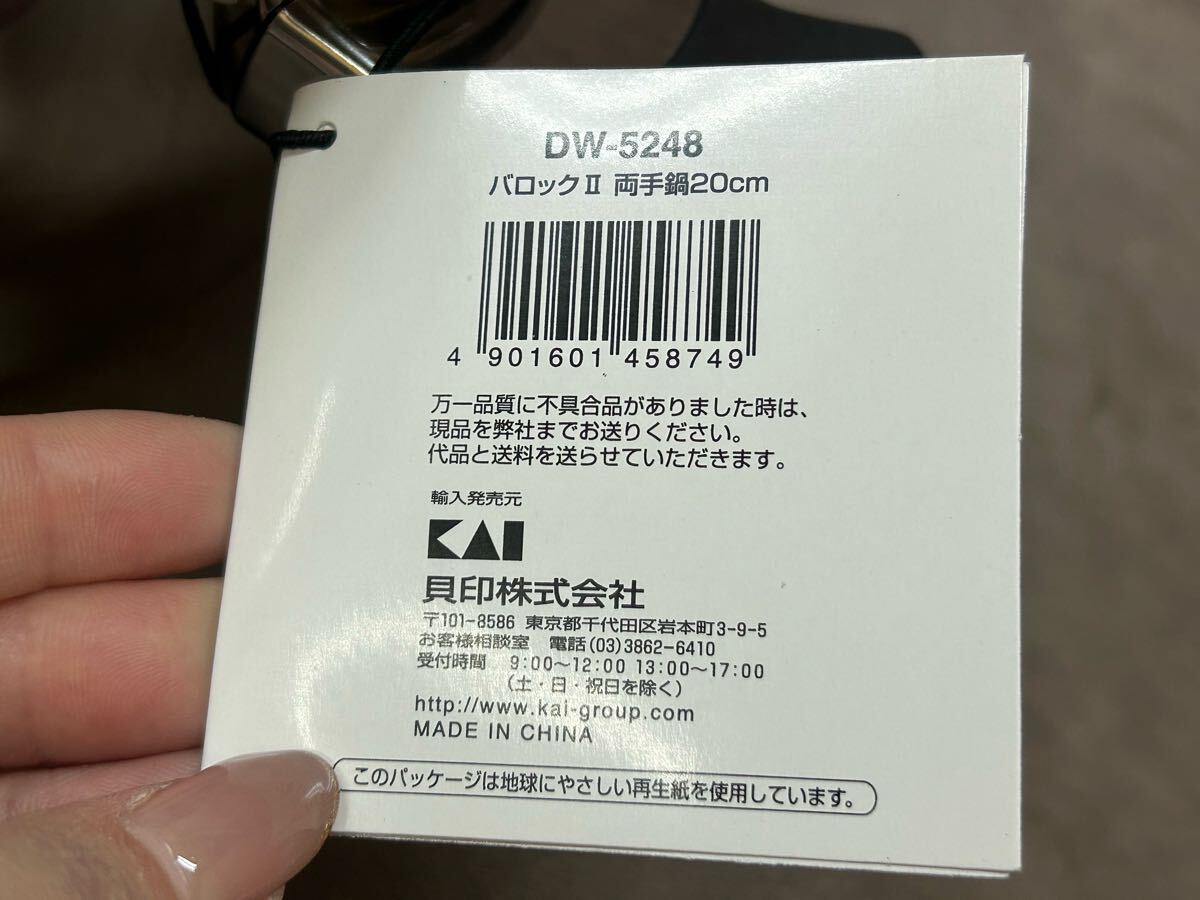 DW-5248
バロックⅡ 両手鍋20cm
4 901601 458749
万一品質に不具合品がありました時は、
現品を弊社までお送りください。
代品と送料を送らせていただきます。
輸入発売元
KAI
貝印株式会社
〒101-8586 東京都千代田区岩本町3-9-5
お客様相談室 電話(03)3862-6410
受付時間 9:00〜12:00 13:00〜17:00
(土・日・祝日を除く)
http://www.kai-group.com
MADE IN CHINA
このパッケージは地球にやさしい再生紙を使用しています。